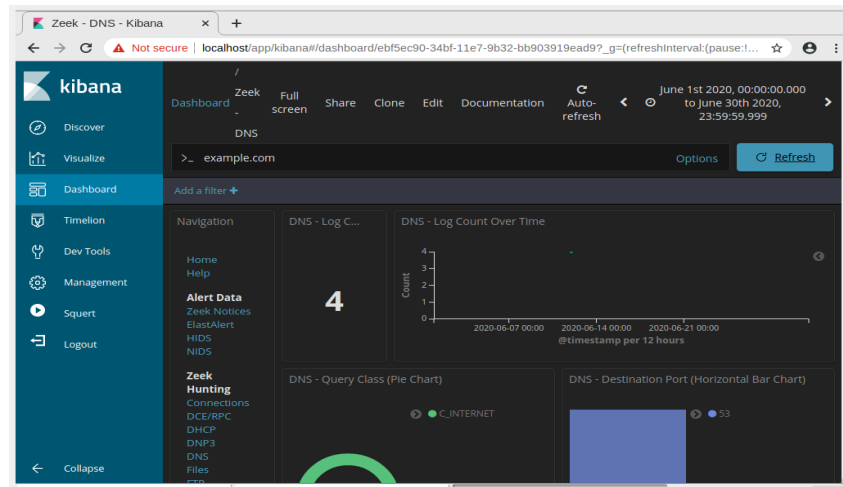 Zeek - DNS - Kibana
Not secure | localhost/app/kibana#/dashboard/ebf5ec90-34bf-11e7-9b32-bb903919ead9?_g=(refreshInterval:(pause:!...
kibana
Discover
Visualize
Dashboard
Timelion
Dev Tools
Management
Squert
Logout
Collapse
Dashboard
/
Zeek
-
DNS
Full
screen
Share
Clone
Edit
Documentation
Auto-
refresh
June 1st 2020, 00:00:00.000
to June 30th 2020,
23:59:59.999
>_ example.com
Options
Refresh
Add a filter +
Navigation
Home
Help
Alert Data
Zeek Notices
ElastAlert
HIDS
NIDS
Zeek
Hunting
Connections
DCE/RPC
DHCP
DNP3
DNS
Files
FTP
DNS - Log C...
4
DNS - Log Count Over Time
Count
4
3
2
1
0
2020-06-07 00:00
2020-06-14 00:00
2020-06-21 00:00
@timestamp per 12 hours
DNS - Query Class (Pie Chart)
C_INTERNET
DNS - Destination Port (Horizontal Bar Chart)
53